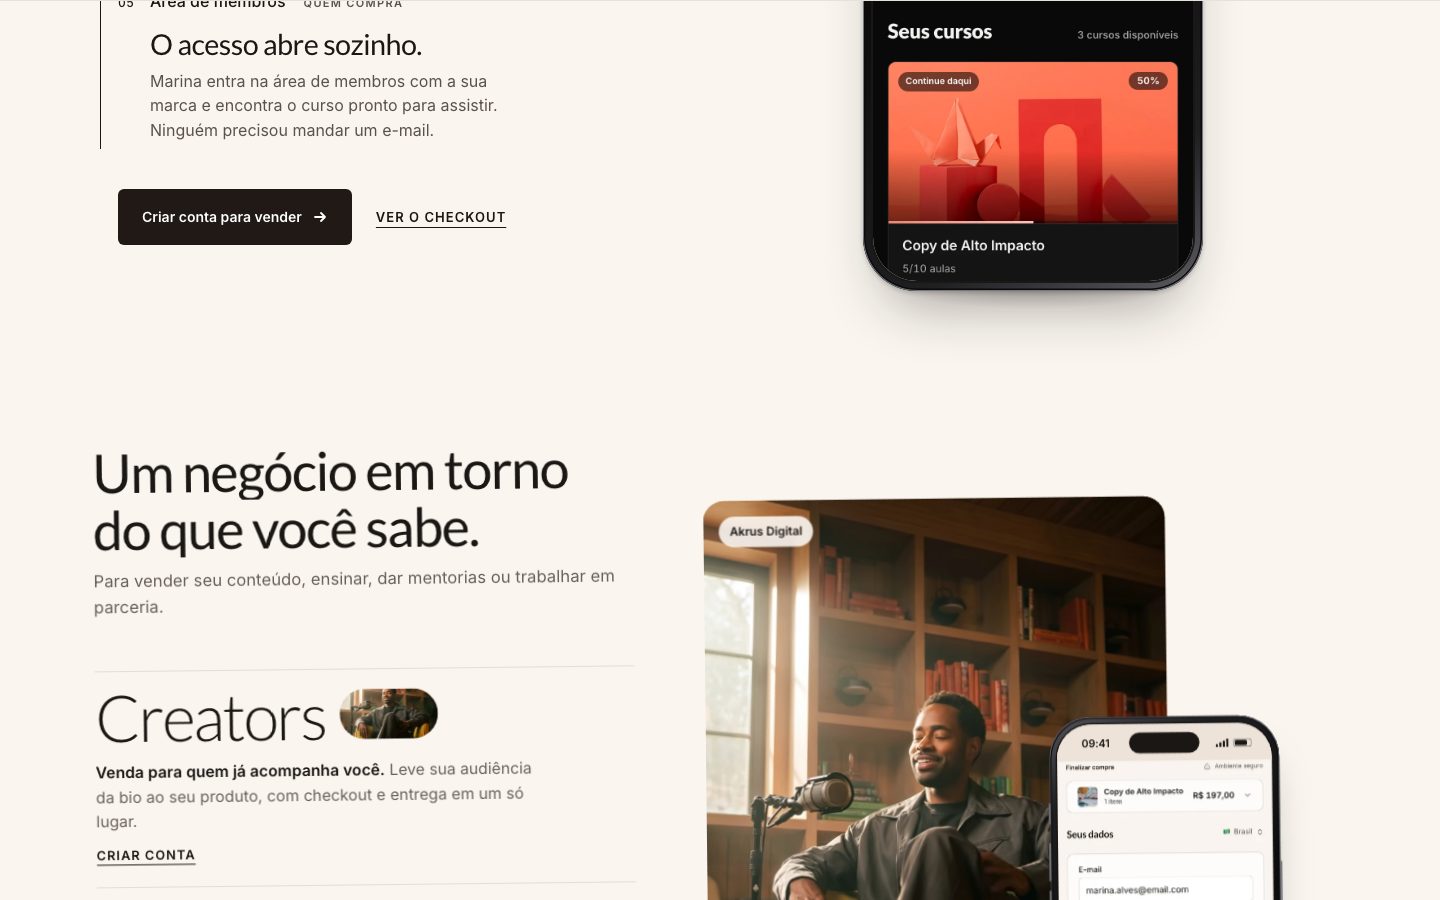 05 Área de membros QUEM COMPRA
O acesso abre sozinho.
Marina entra na área de membros com a sua
marca e encontra o curso pronto para assistir.
Ninguém precisou mandar um e-mail.
Criar conta para vender →
VER O CHECKOUT
Seus cursos
3 cursos disponíveis
Continue daqui
50%
Copy de Alto Impacto
5/10 aulas
Um negócio em torno
do que você sabe.
Para vender seu conteúdo, ensinar, dar mentorias ou trabalhar em
parceria.
Creators
Venda para quem já acompanha você. Leve sua audiência
da bio ao seu produto, com checkout e entrega em um só
lugar.
CRIAR CONTA
Akrus Digital
09:41
Finalizar compra
Ambiente seguro
Copy de Alto Impacto
1 item
R$ 197,00
Seus dados
Brasil
E-mail
marina.alves@email.com